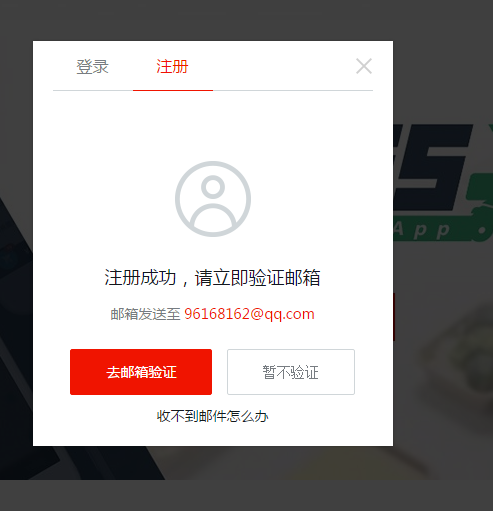 登录 注册
注册成功，请立即验证邮箱
邮箱发送至 96168162@qq.com
去邮箱验证 暂不验证
收不到邮件怎么办
App